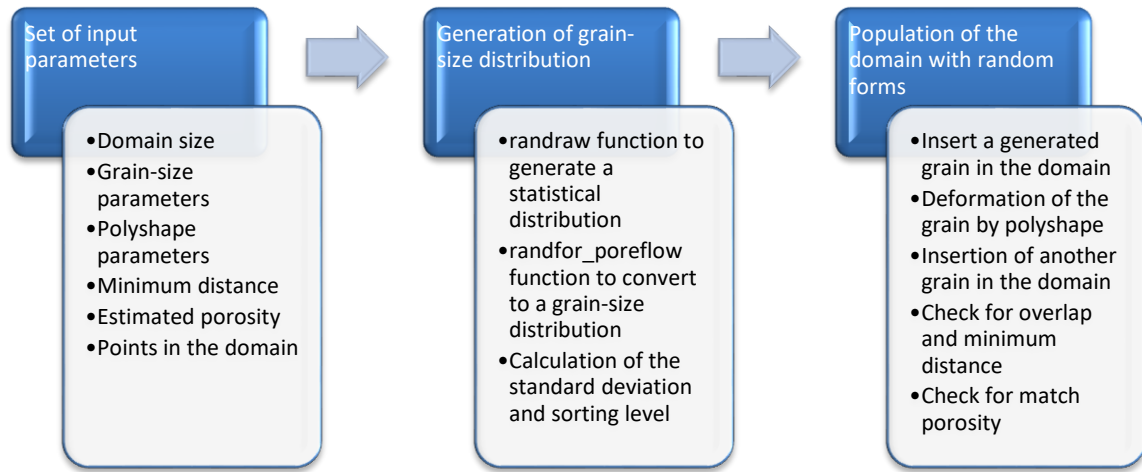 Set of input
parameters
•Domain size
•Grain-size
parameters
•Polyshape
parameters
•Minimum distance
•Estimated porosity
•Points in the domain
Generation of grain-
size distribution
•randraw function to
generate a
statistical
distribution
•randfor_poreflow
function to convert
to a grain-size
distribution
•Calculation of the
standard deviation
and sorting level
Population of the
domain with random
forms
•Insert a generated
grain in the domain
•Deformation of the
grain by polyshape
•Insertion of another
grain in the domain
•Check for overlap
and minimum
distance
•Check for match
porosity